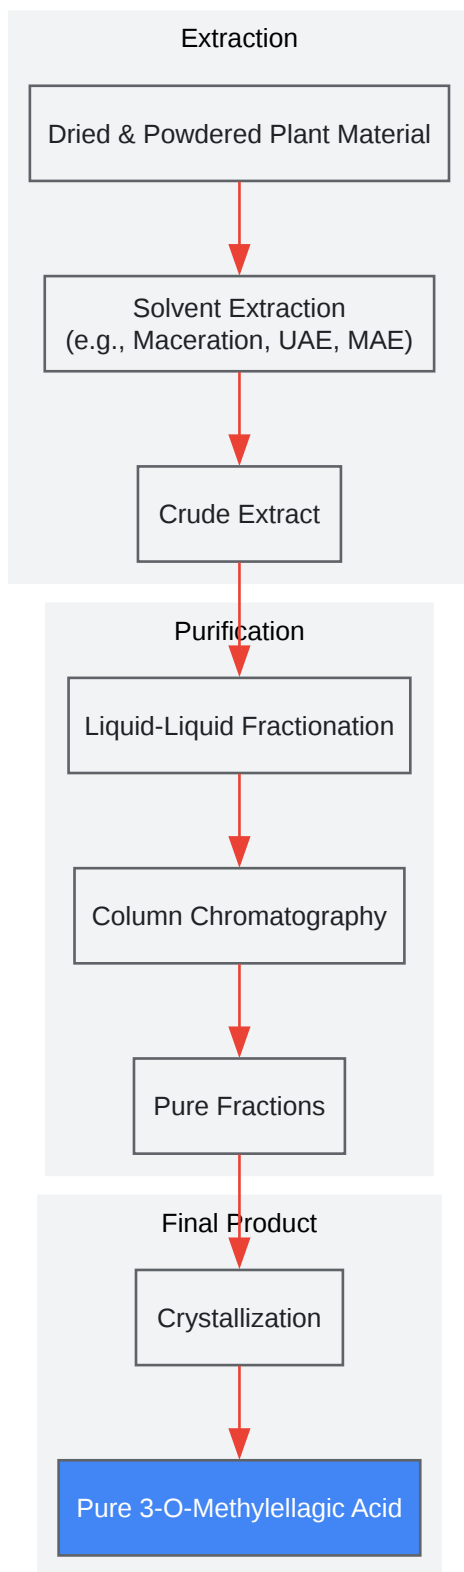 Extraction
Dried & Powdered Plant Material
Solvent Extraction
(e.g., Maceration, UAE, MAE)
Crude Extract
Purification
Liquid-Liquid Fractionation
Column Chromatography
Pure Fractions
Final Product
Crystallization
Pure 3-O-Methylellagic Acid